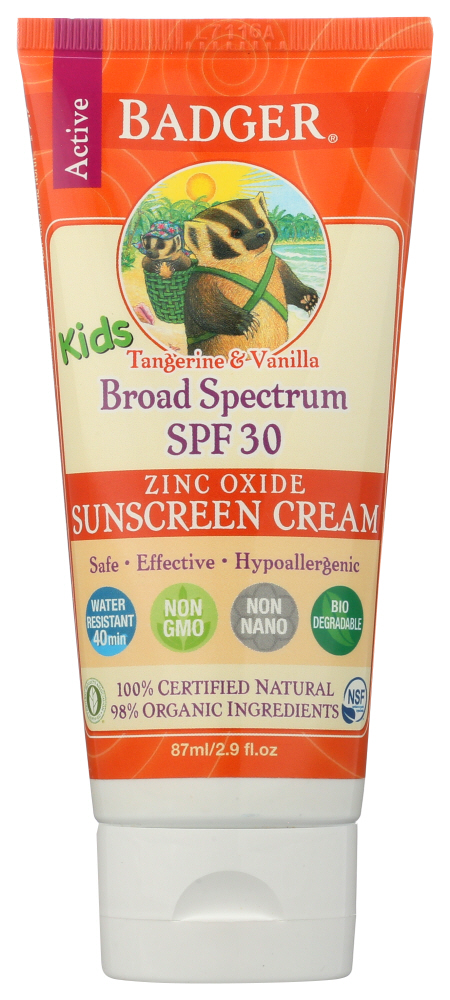 L7116A
Active
BADGER®
Kids
Tangerine & Vanilla
Broad Spectrum
SPF 30
ZINC OXIDE
SUNSCREEN CREAM
Safe • Effective • Hypoallergenic
WATER
RESISTANT
40min
NON
GMO
NON
NANO
BIO
DEGRADABLE
100% CERTIFIED NATURAL
98% ORGANIC INGREDIENTS
NSF
87ml/2.9 fl.oz